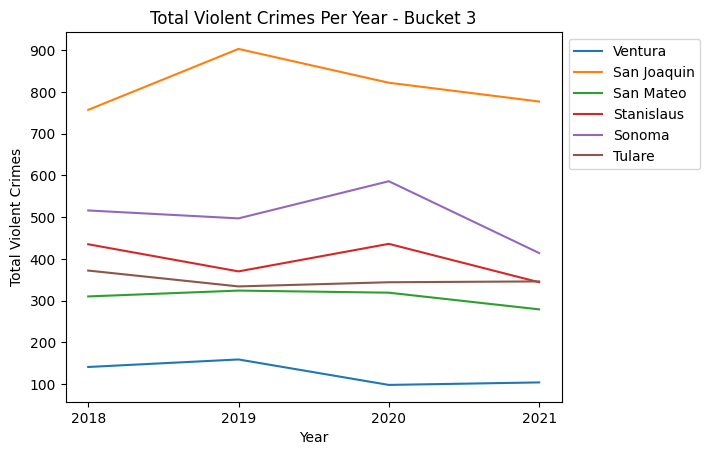 Total Violent Crimes Per Year - Bucket 3
Total Violent Crimes
900
800
700
600
500
400
300
200
100
2018
2019
2020
2021
Year
Ventura
San Joaquin
San Mateo
Stanislaus
Sonoma
Tulare